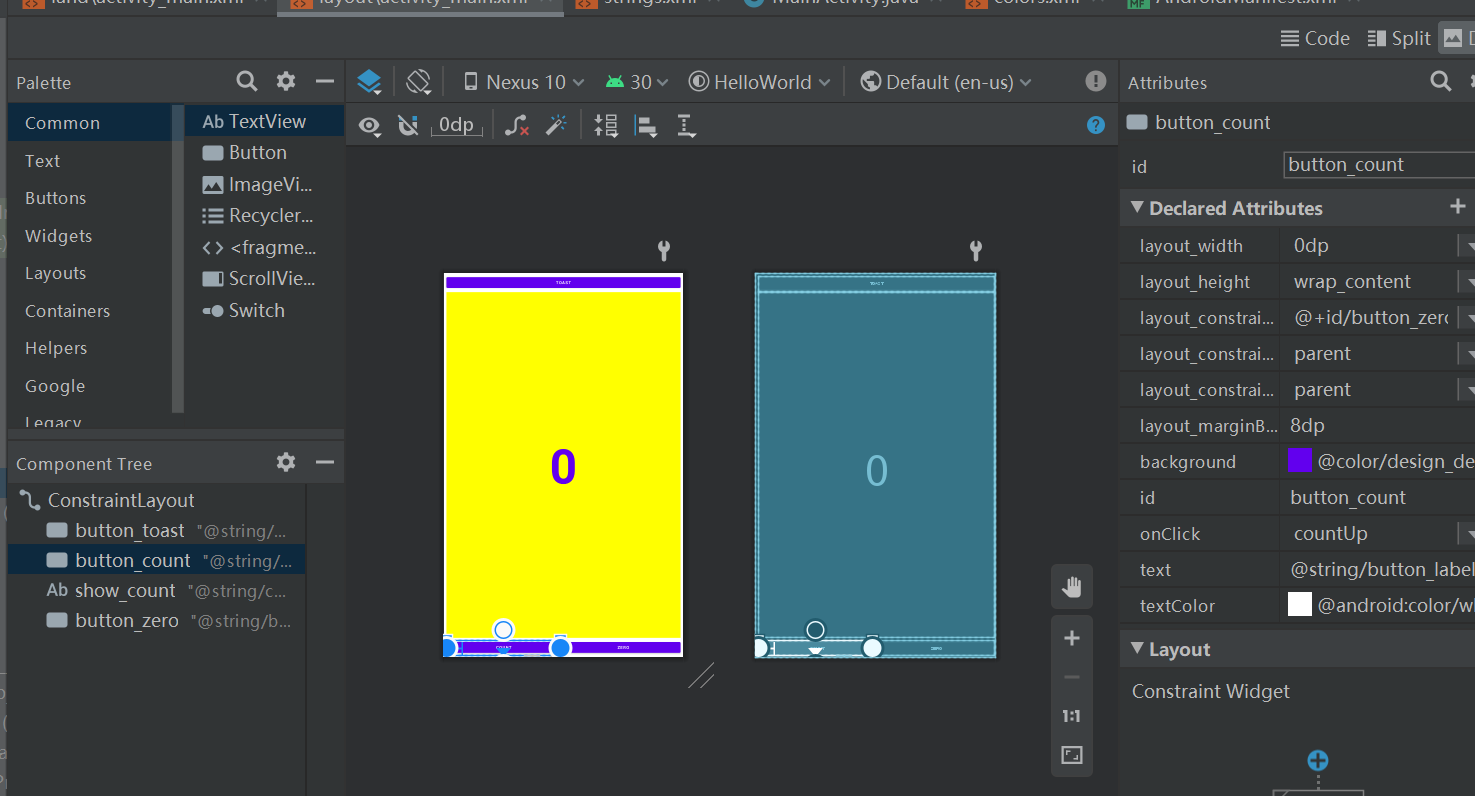 land\activity_main.xml
layout\activity_main.xml
strings.xml
MainActivity.java
colors.xml
MF AndroidManifest.xml
Code
Split
Palette
Nexus 10
30
HelloWorld
Default (en-us)
Attributes
0dp
Common
Text
Buttons
Widgets
Layouts
Containers
Helpers
Google
Legacy
Ab TextView
Button
ImageVi...
Recycler...
<fragme...
ScrollVie...
Switch
Component Tree
ConstraintLayout
button_toast "@string/...
button_count "@string/...
Ab show_count "@string/c...
button_zero "@string/b...
TOAST
0
COUNT
ZERO
TOAST
0
ZERO
1:1
button_count
id button_count
Declared Attributes
layout_width 0dp
layout_height wrap_content
layout_constrai... @+id/button_zero
layout_constrai... parent
layout_constrai... parent
layout_marginB... 8dp
background @color/design_de
id button_count
onClick countUp
text @string/button_label
textColor @android:color/w
Layout
Constraint Widget